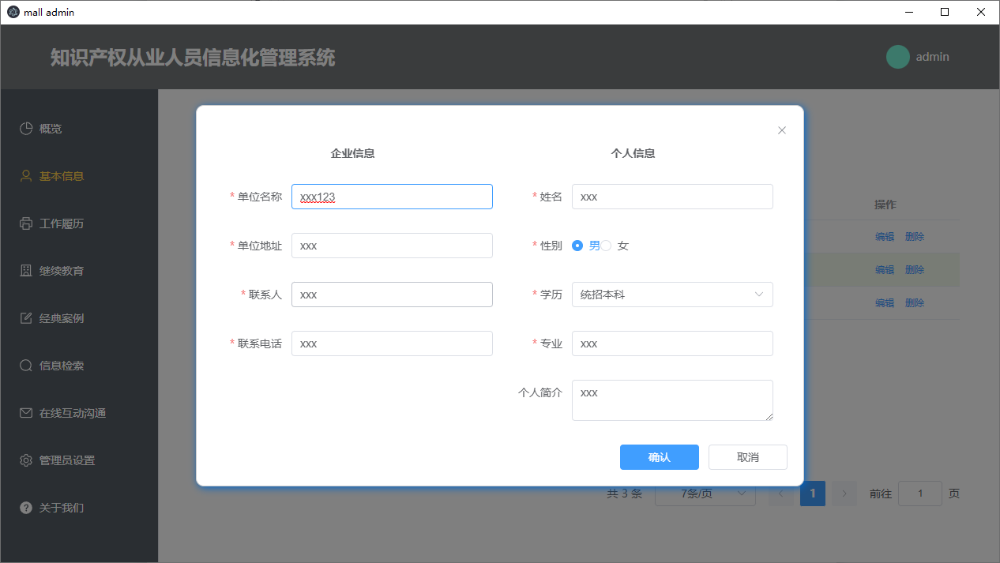 mall admin
知识产权从业人员信息化管理系统
admin
概览
基本信息
工作履历
继续教育
经典案例
信息检索
在线互动沟通
管理员设置
关于我们
企业信息 个人信息
* 单位名称 xxx123 * 姓名 xxx
* 单位地址 xxx * 性别 男 女
* 联系人 xxx * 学历 统招本科
* 联系电话 xxx * 专业 xxx
个人简介 xxx
确认 取消
操作
编辑 删除
编辑 删除
编辑 删除
共 3 条 7条/页 1 前往 1 页